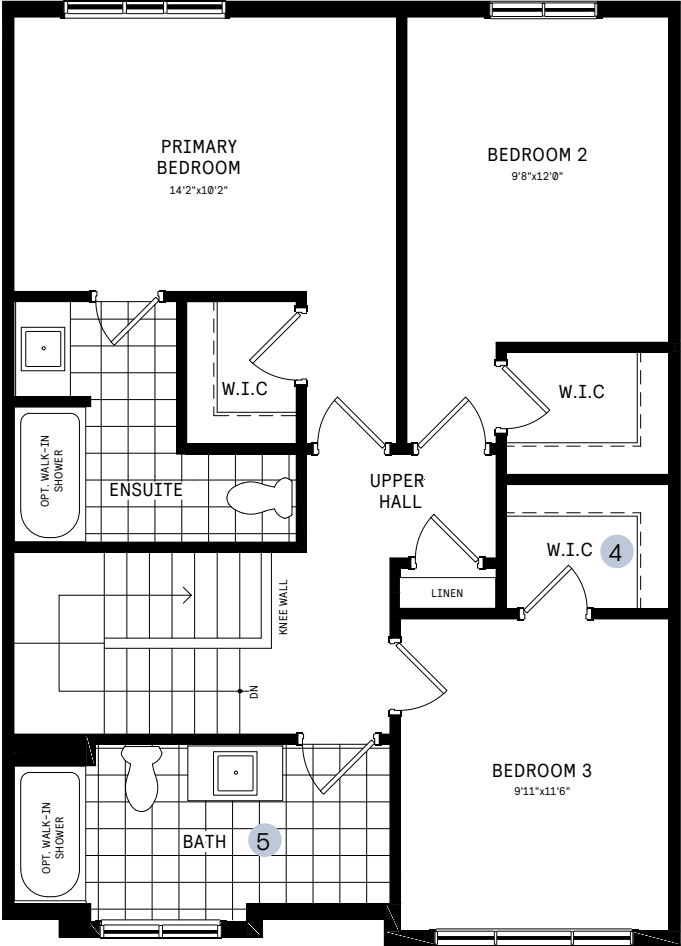 PRIMARY
BEDROOM
14'2"x10'2"
BEDROOM 2
9'8"x12'0"
W.I.C
W.I.C
OPT. WALK-IN
SHOWER
ENSUITE
UPPER
HALL
W.I.C 4
LINEN
KNEE WALL
DN
BEDROOM 3
9'11"x11'6"
OPT. WALK-IN
SHOWER
BATH 5